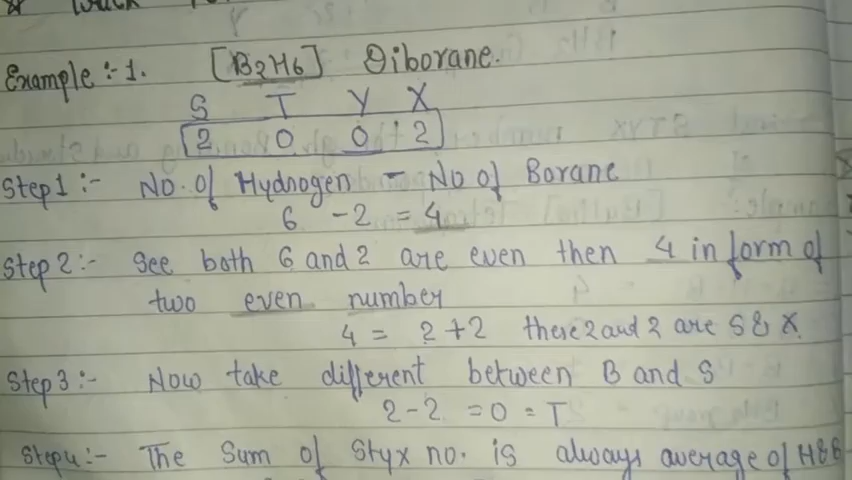 Example :- 1. [B2H6] Diborane.
S T Y X
2 0 0 2
Step 1 :- No. of Hydrogen - No of Borane
6 - 2 = 4
Step 2 :- See both 6 and 2 are even then 4 in form of
two even number
4 = 2 + 2 these 2 and 2 are S & X
Step 3 :- Now take different between B and S
2 - 2 = 0 = T
Step 4 :- The Sum of Styx no. is always average of H & B